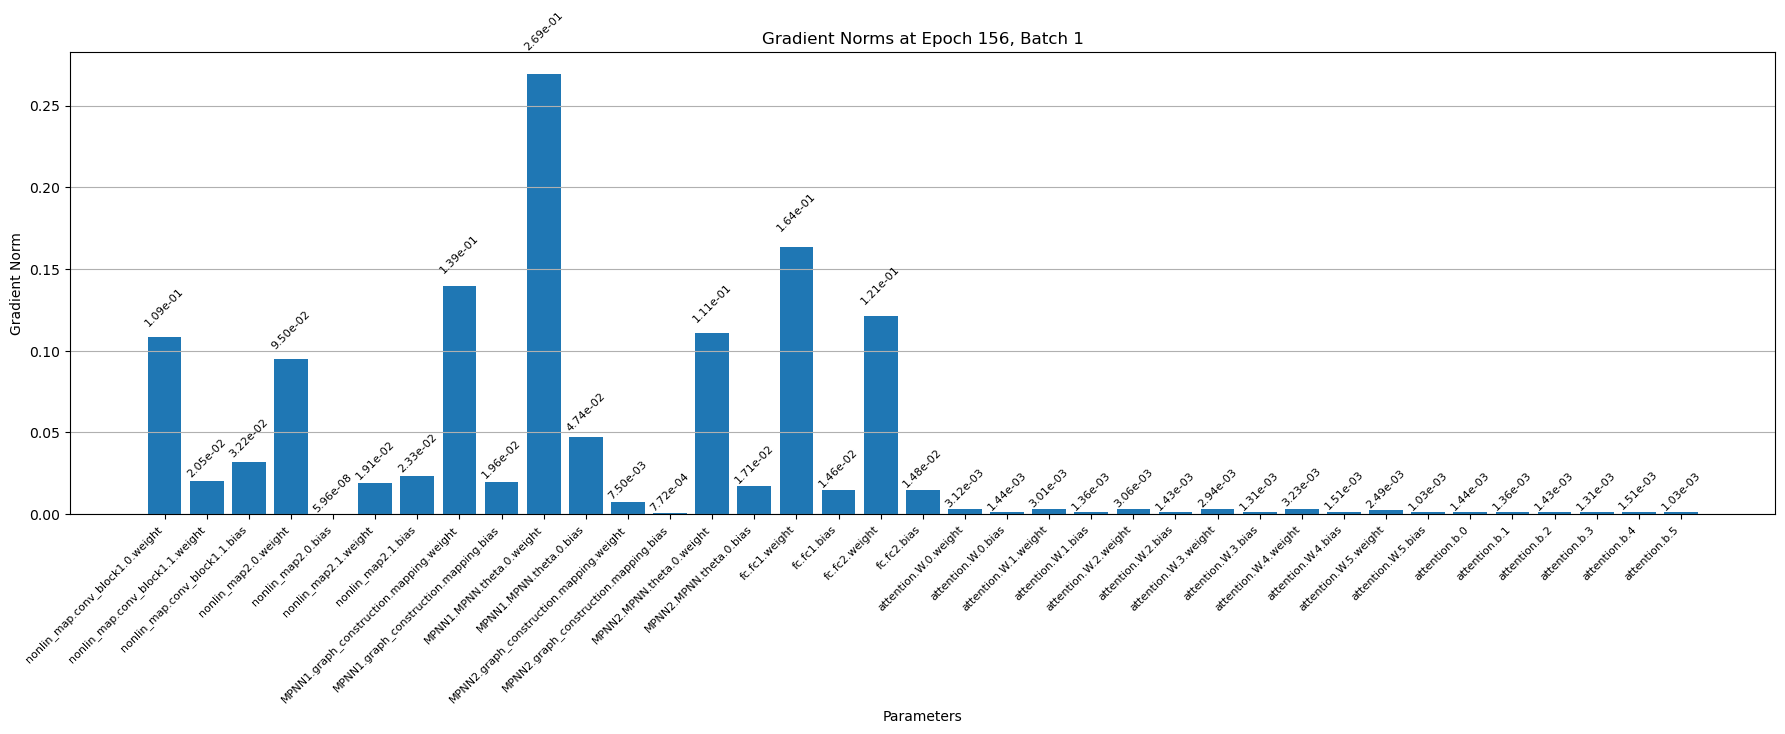 Gradient Norms at Epoch 156, Batch 1
Gradient Norm
0.25
0.20
0.15
0.10
0.05
0.00
1.09e-01
2.05e-02
3.22e-02
9.50e-02
5.96e-08
1.91e-02
2.33e-02
1.39e-01
1.96e-02
2.69e-01
4.74e-02
7.50e-03
7.72e-04
1.11e-01
1.71e-02
1.64e-01
1.46e-02
1.21e-01
1.48e-02
3.12e-03
1.44e-03
3.01e-03
1.36e-03
3.06e-03
1.43e-03
2.94e-03
1.31e-03
3.23e-03
1.51e-03
2.49e-03
1.03e-03
1.44e-03
1.36e-03
1.43e-03
1.31e-03
1.51e-03
1.03e-03
nonlin_map.conv_block1.0.weight
nonlin_map.conv_block1.1.weight
nonlin_map.conv_block1.1.bias
nonlin_map2.0.weight
nonlin_map2.0.bias
nonlin_map2.1.weight
nonlin_map2.1.bias
MPNN1.graph_construction.mapping.weight
MPNN1.graph_construction.mapping.bias
MPNN1.MPNN.theta.0.weight
MPNN1.MPNN.theta.0.bias
MPNN2.graph_construction.mapping.weight
MPNN2.graph_construction.mapping.bias
MPNN2.MPNN.theta.0.weight
MPNN2.MPNN.theta.0.bias
fc.fc1.weight
fc.fc1.bias
fc.fc2.weight
fc.fc2.bias
attention.W.0.weight
attention.W.0.bias
attention.W.1.weight
attention.W.1.bias
attention.W.2.weight
attention.W.2.bias
attention.W.3.weight
attention.W.3.bias
attention.W.4.weight
attention.W.4.bias
attention.W.5.weight
attention.W.5.bias
attention.b.0
attention.b.1
attention.b.2
attention.b.3
attention.b.4
attention.b.5
Parameters